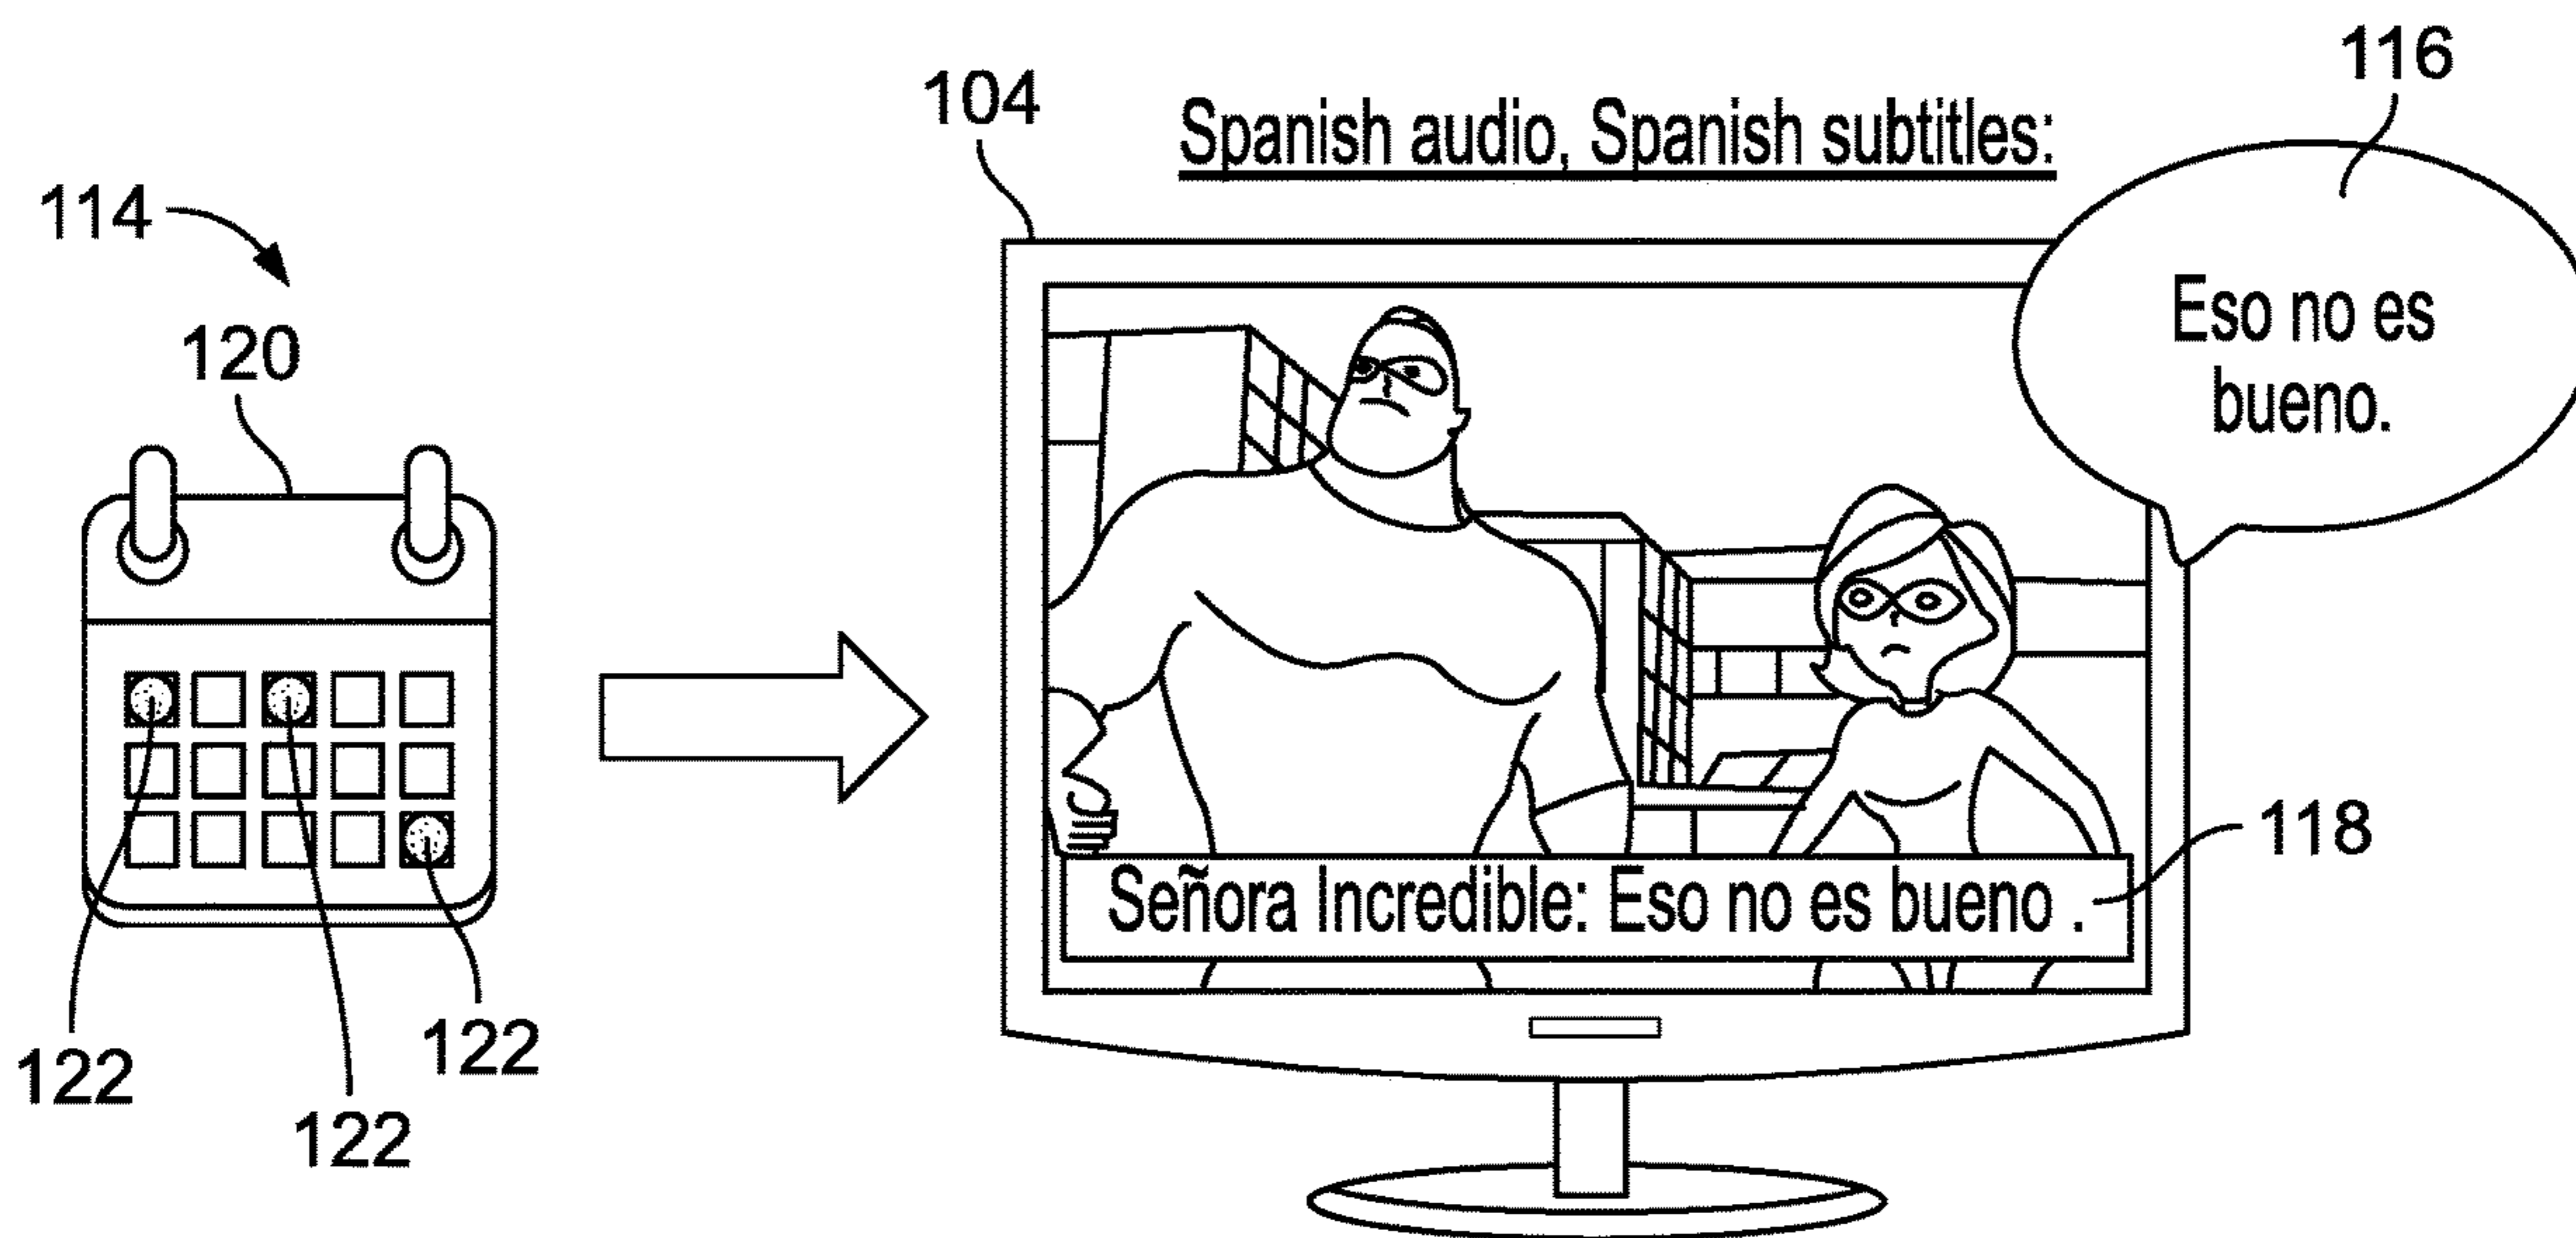 116
104
Spanish audio, Spanish subtitles:
114
120
Eso no es
bueno.
118
Señora Incredible: Eso no es bueno .
122
122
122